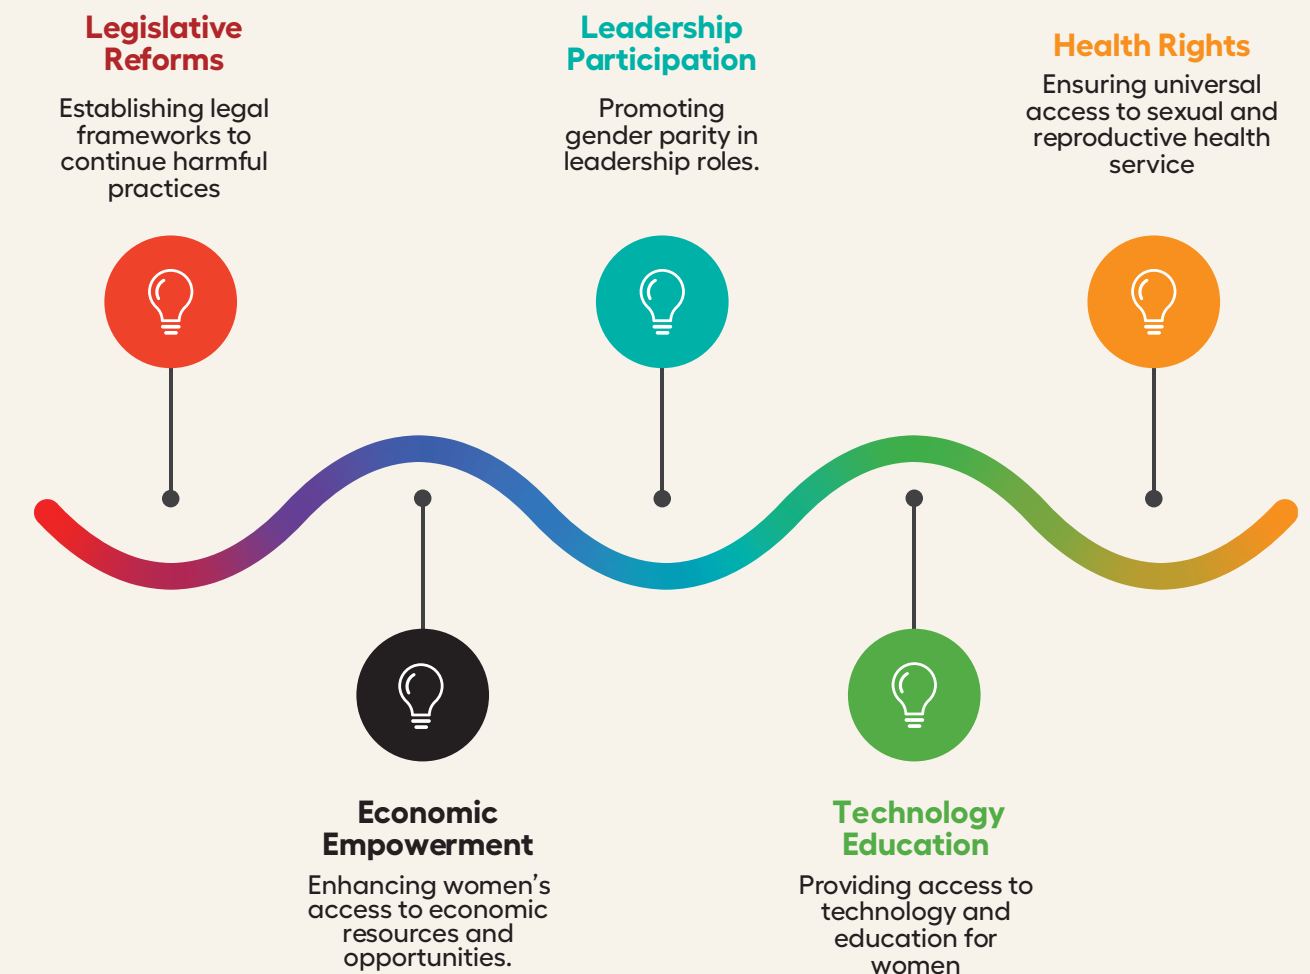 Legislative
Reforms
Establishing legal
frameworks to
continue harmful
practices
Leadership
Participation
Promoting
gender parity in
leadership roles.
Health Rights
Ensuring universal
access to sexual and
reproductive health
service
Economic
Empowerment
Enhancing women’s
access to economic
resources and
opportunities.
Technology
Education
Providing access to
technology and
education for
women